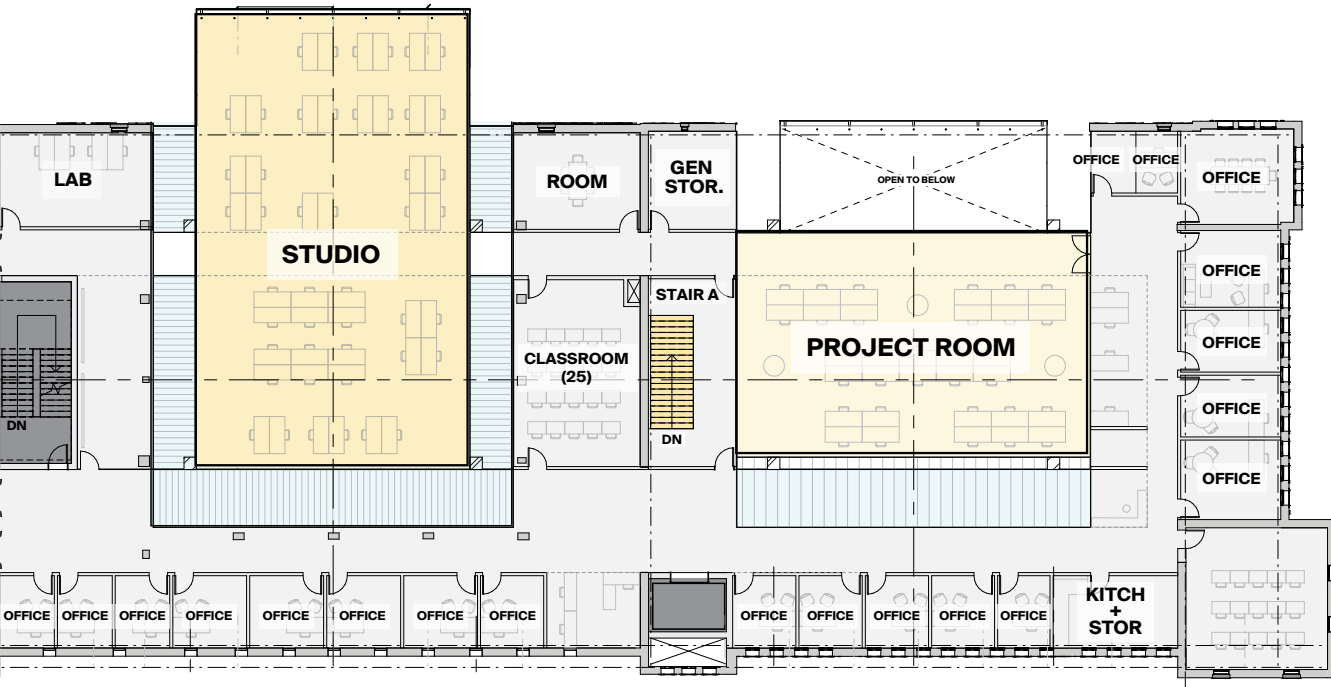 OFFICE
OFFICE
OFFICE
LAB
ROOM
GEN
STOR.
OPEN TO BELOW
STUDIO
OFFICE
STAIR A
OFFICE
PROJECT ROOM
CLASSROOM
(25)
OFFICE
DN
DN
OFFICE
OFFICE
OFFICE
OFFICE
OFFICE
OFFICE
OFFICE
OFFICE
OFFICE
OFFICE
OFFICE
OFFICE
OFFICE
OFFICE
KITCH
+
STOR